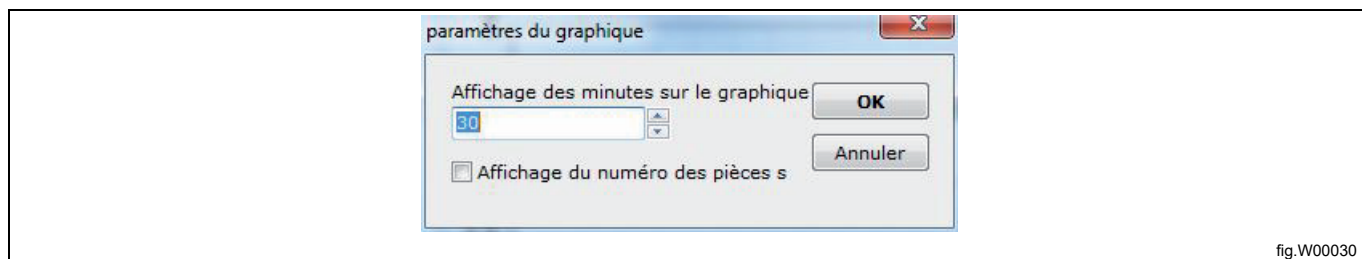 paramètres du graphique
Affichage des minutes sur le graphique
OK
30
Annuler
Affichage du numéro des pièces s
fig.W00030